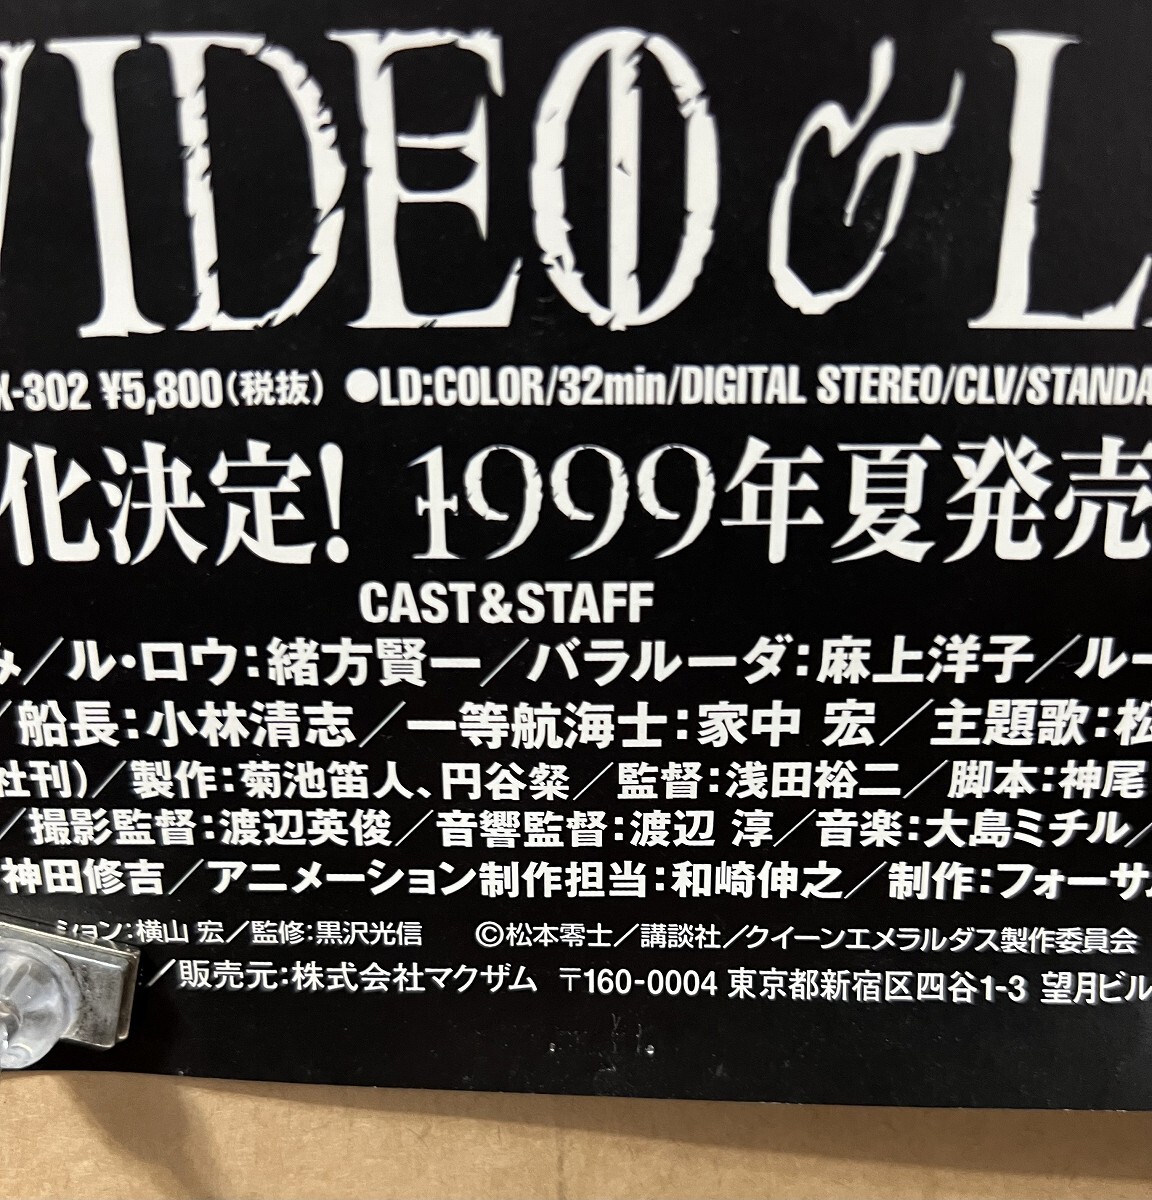 VIDEO & L
X-302 ¥5,800(税抜) ●LD:COLOR/32min/DIGITAL STEREO/CLV/STANDA
化決定! 1999年夏発売
CAST&STAFF
み/ル・ロウ:緒方賢一/バラルーダ:麻上洋子/ルー
/船長:小林清志/一等航海士:家中 宏/主題歌:松
社刊)/製作:菊池笛人、円谷粲/監督:浅田裕二/脚本:神尾
/撮影監督:渡辺英俊/音響監督:渡辺 淳/音楽:大島ミチル/
神田修吉/アニメーション制作担当:和崎伸之/制作:フォーサ
ション:横山 宏/監修:黒沢光信 ©松本零士/講談社/クイーンエメラルダス製作委員会
/販売元:株式会社マクザム 〒160-0004 東京都新宿区四谷1-3 望月ビル